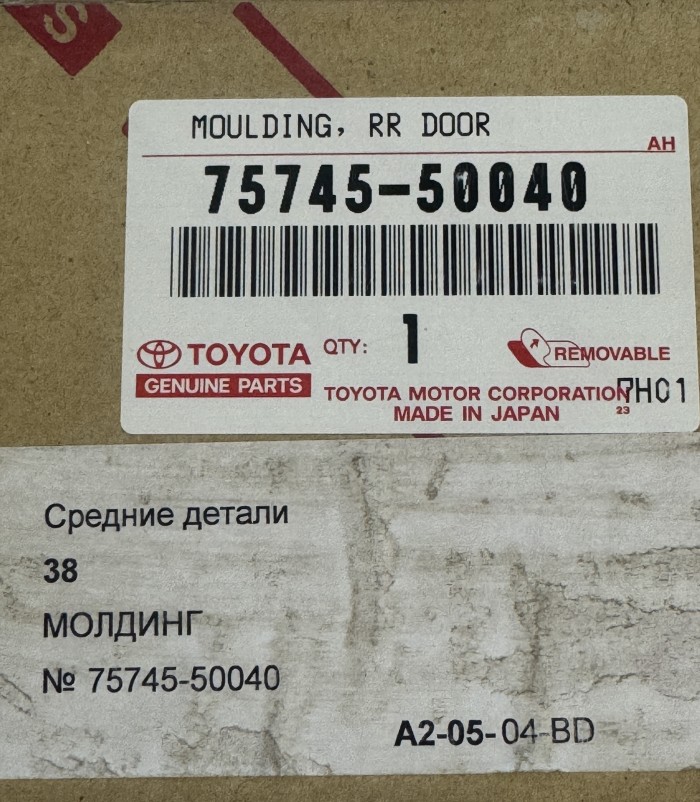 S
MOULDING, RR DOOR
AH
75745-50040
TOYOTA QTY: 1 REMOVABLE
GENUINE PARTS
TOYOTA MOTOR CORPORATION PH01
MADE IN JAPAN 23
Средние детали
38
МОЛДИНГ
№ 75745-50040
A2-05-04-BD